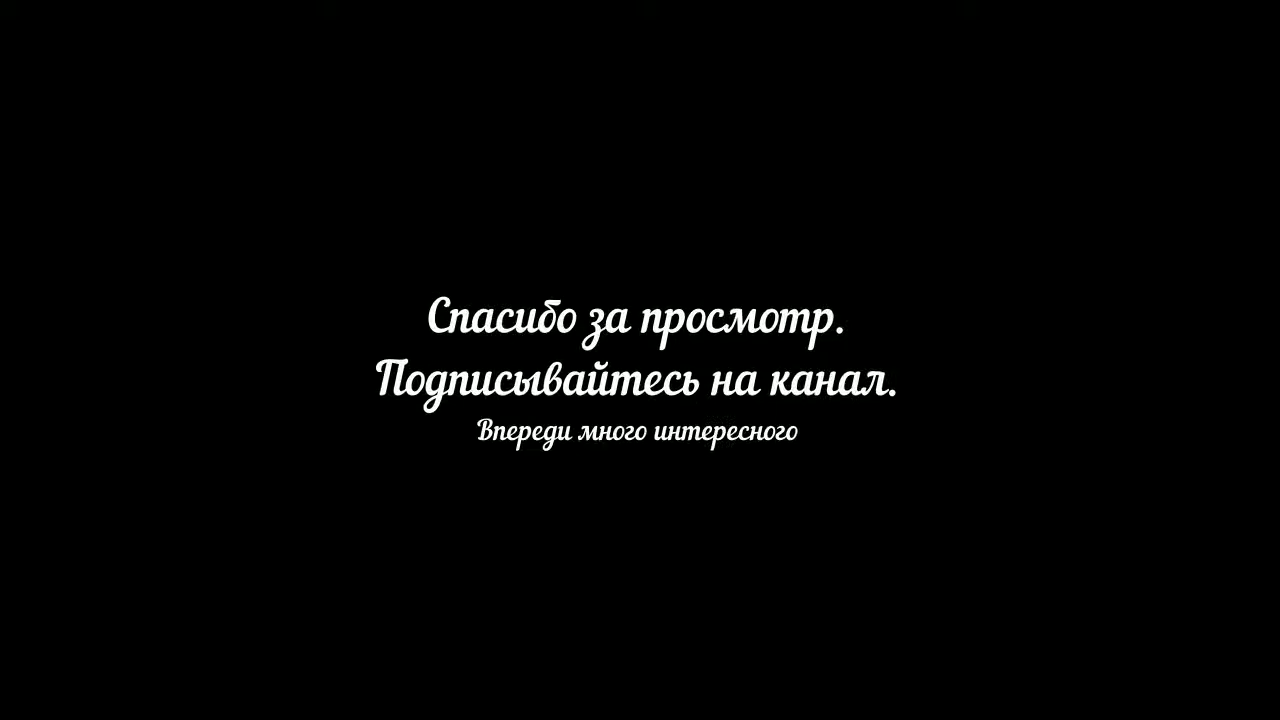 Спасибо за просмотр.
Подписывайтесь на канал.
Впереди много интересного